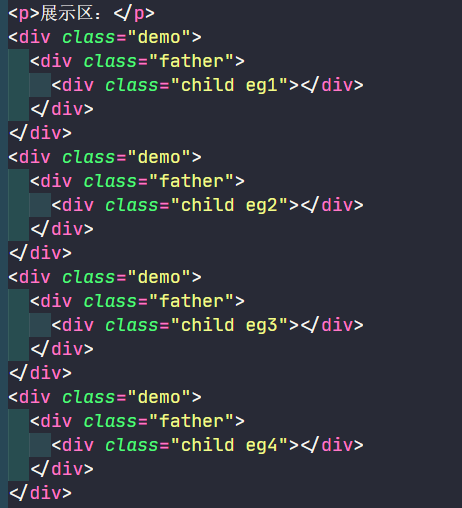 <p>展示区：</p>
<div class="demo">
  <div class="father">
    <div class="child eg1"></div>
  </div>
</div>
<div class="demo">
  <div class="father">
    <div class="child eg2"></div>
  </div>
</div>
<div class="demo">
  <div class="father">
    <div class="child eg3"></div>
  </div>
</div>
<div class="demo">
  <div class="father">
    <div class="child eg4"></div>
  </div>
</div>